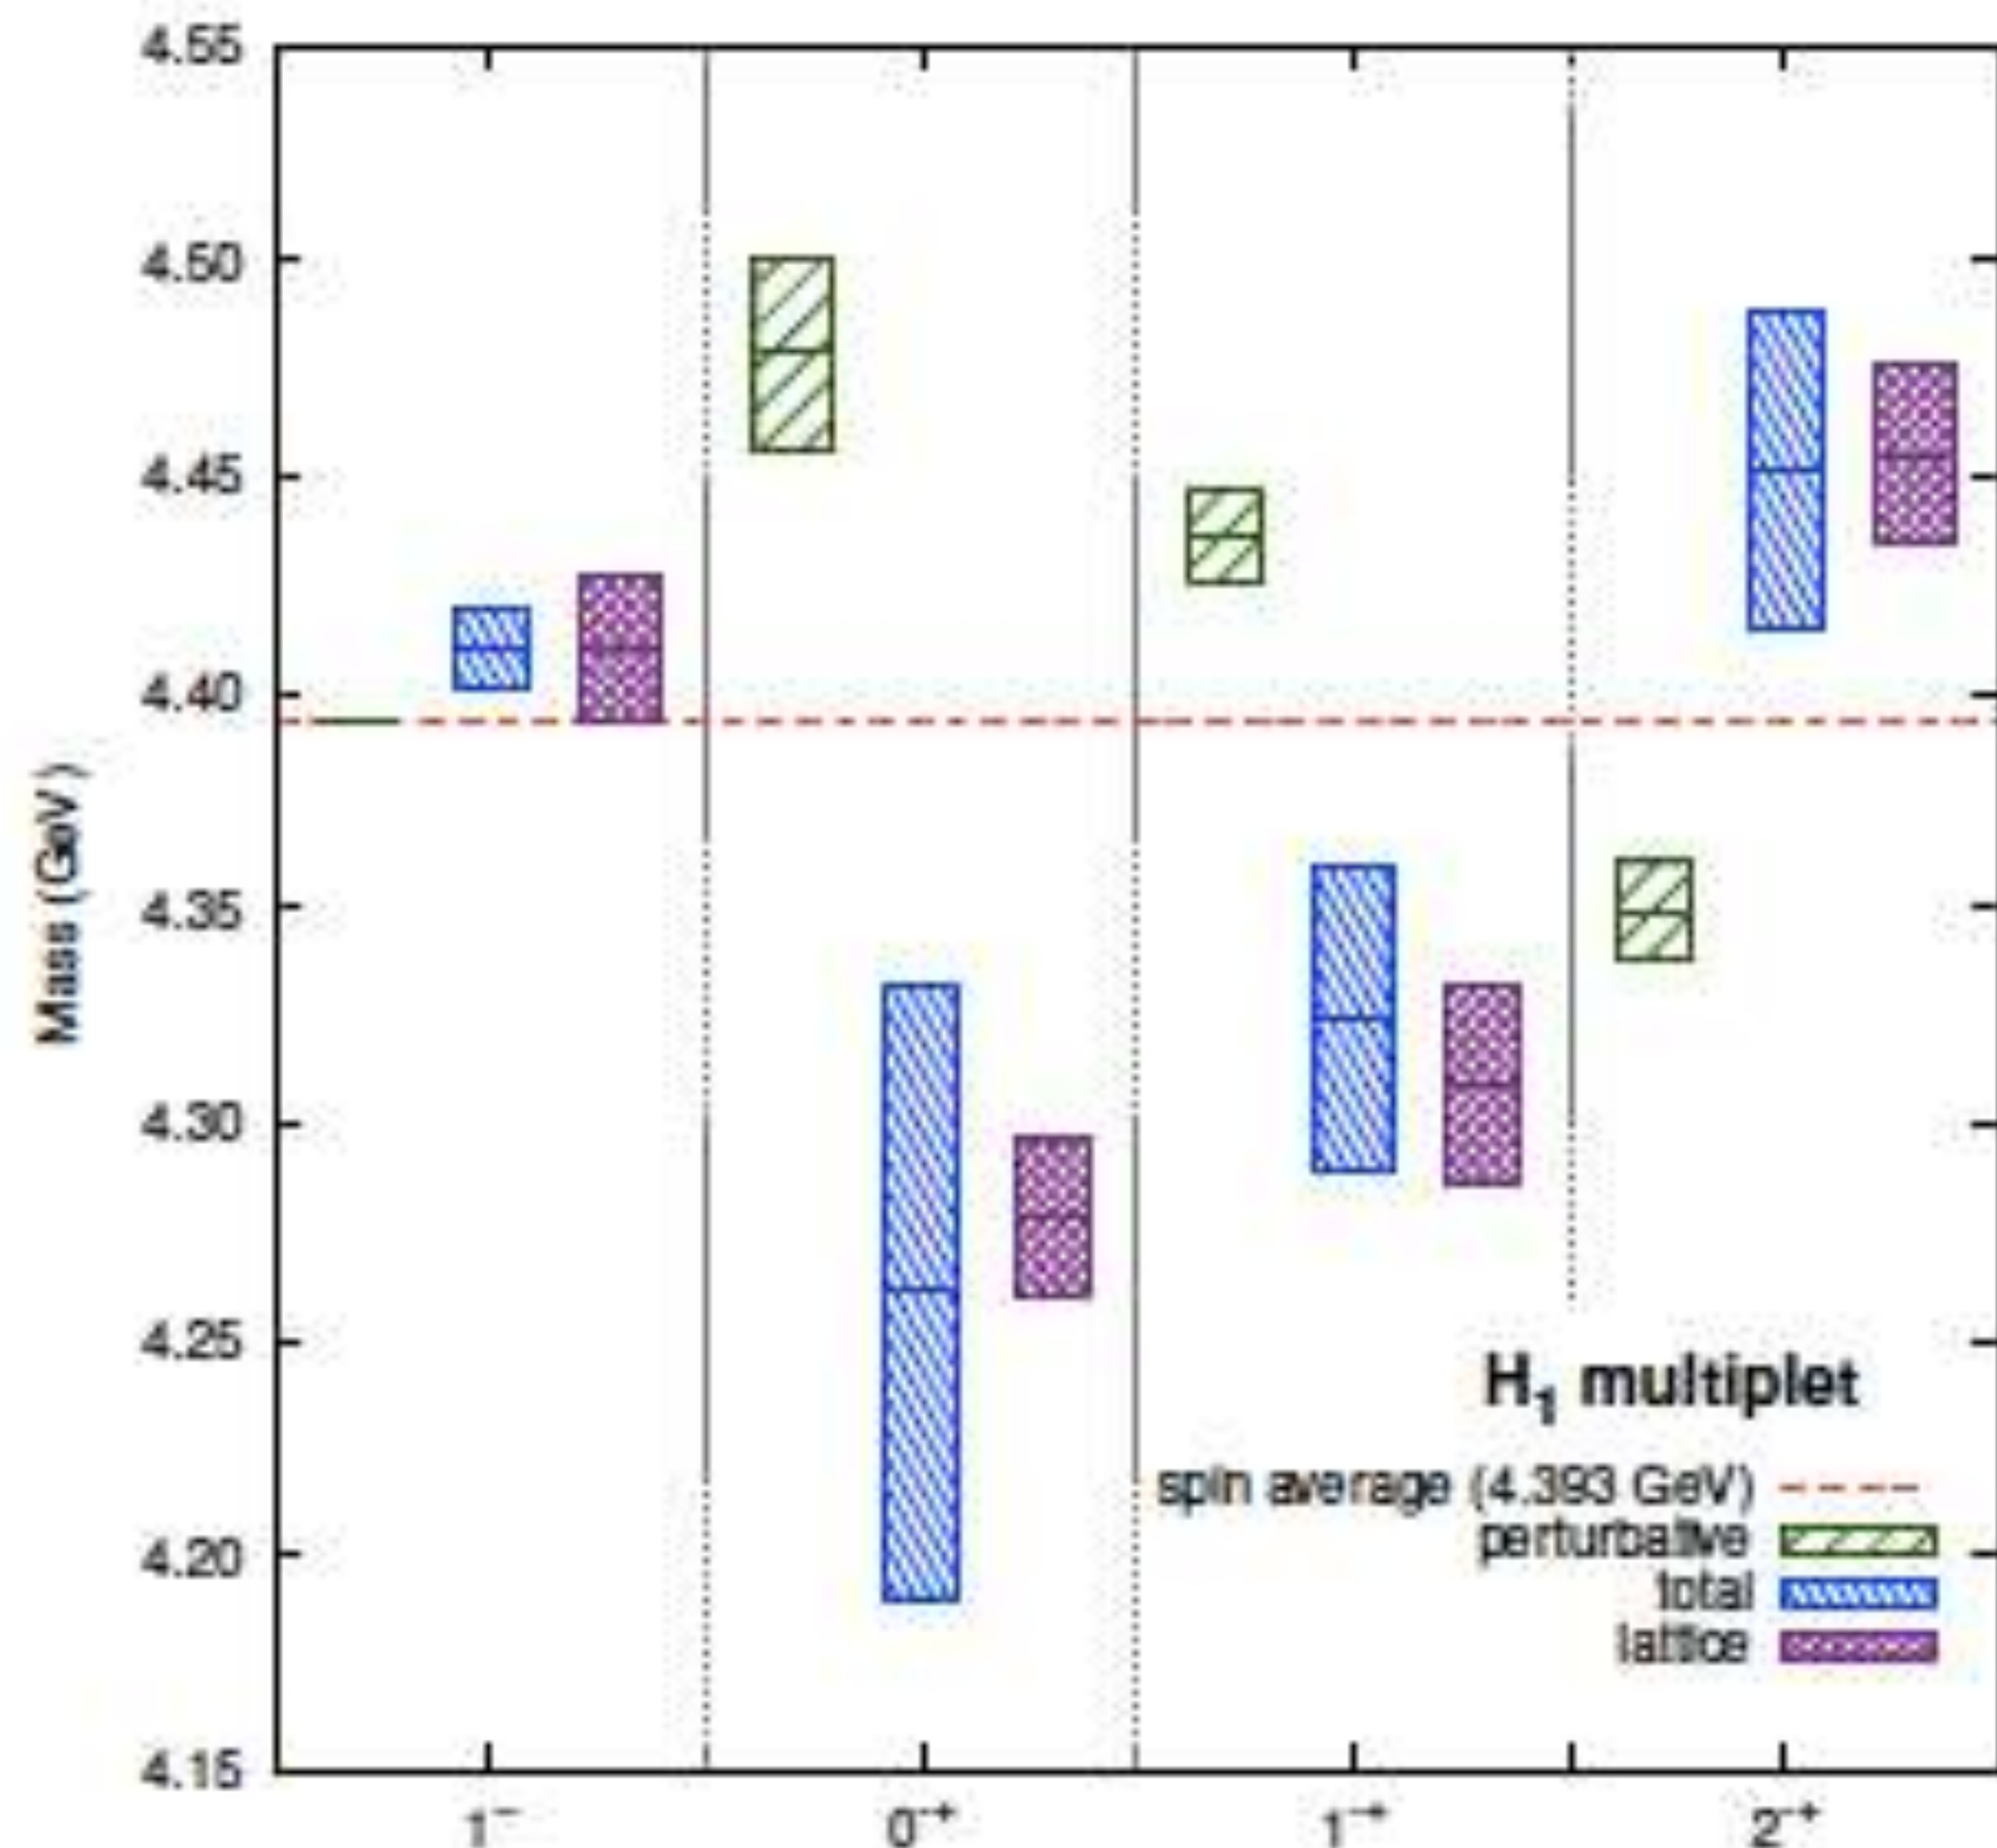 4.55
4.50
4.45
4.40
4.35
4.30
4.25
4.20
4.15
Mass (GeV)
1⁻⁻
0⁻⁺
1⁻⁺
2⁻⁺
H₁ multiplet
spin average (4.393 GeV)
perturbative
total
lattice